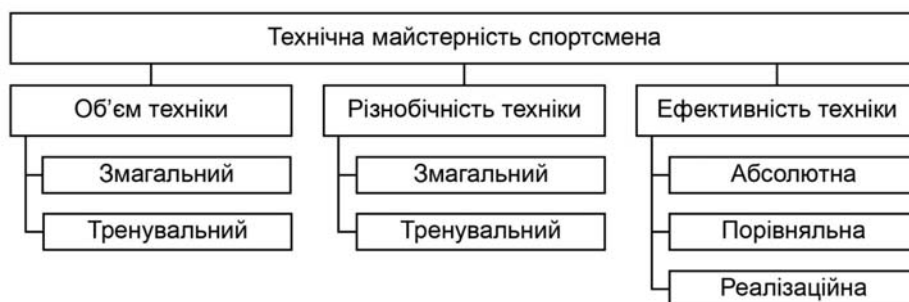 Технічна майстерність спортсмена
Об’єм техніки
Змагальний
Тренувальний
Різнобічність техніки
Змагальний
Тренувальний
Ефективність техніки
Абсолютна
Порівняльна
Реалізаційна